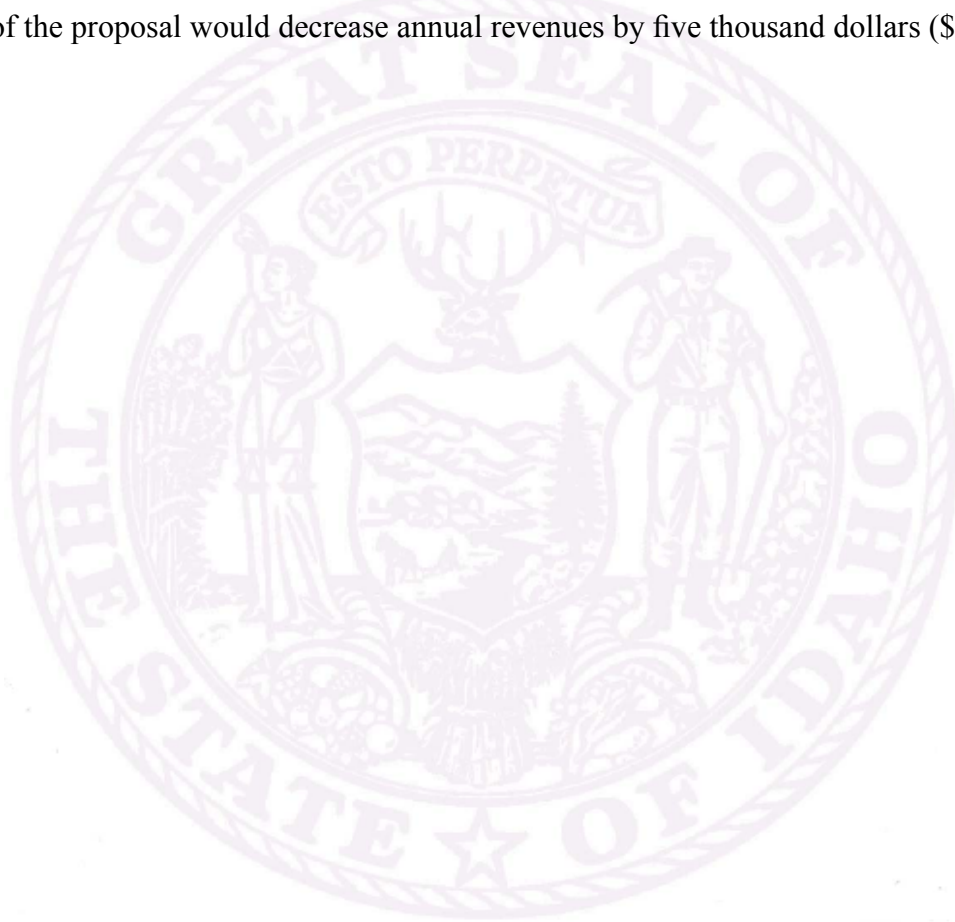 of the proposal would decrease annual revenues by five thousand dollars ($
GREAT SEAL OF
ESTO PERPETUA
THE STATE OF IDAHO